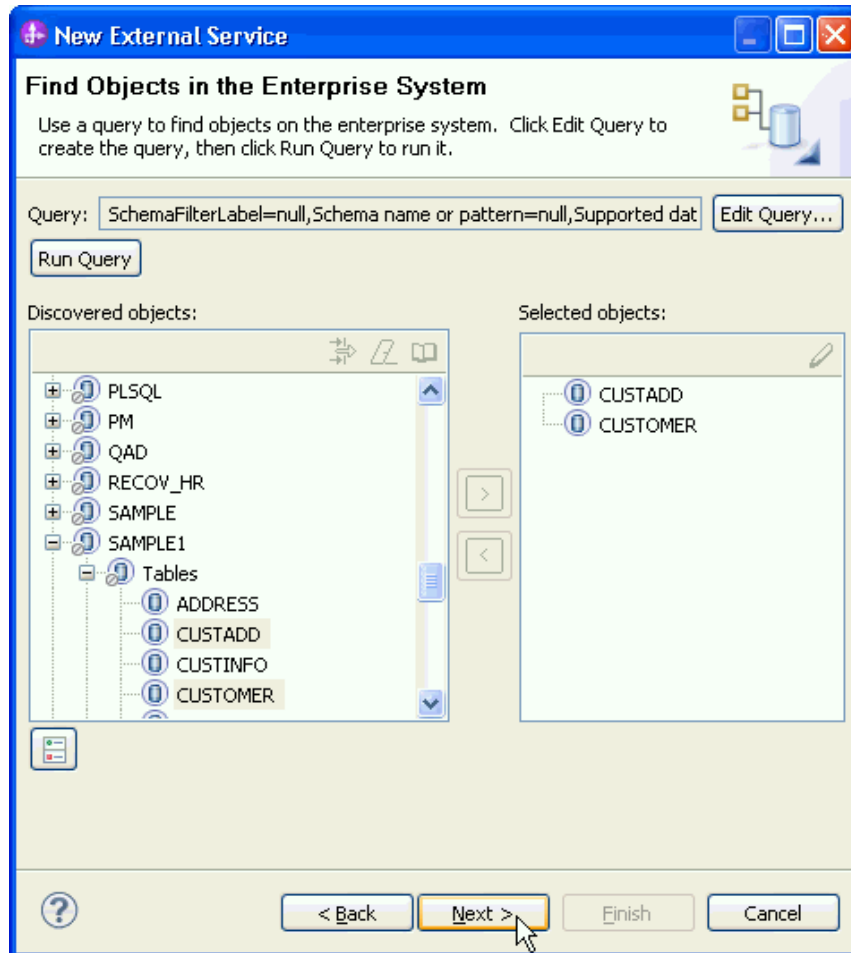 New External Service
Find Objects in the Enterprise System
Use a query to find objects on the enterprise system. Click Edit Query to
create the query, then click Run Query to run it.
Query: SchemaFilterLabel=null,Schema name or pattern=null,Supported dat Edit Query...
Run Query
Discovered objects: Selected objects:
PLSQL
PM
QAD
RECOV_HR
SAMPLE
SAMPLE1
Tables
ADDRESS
CUSTADD
CUSTINFO
CUSTOMER
CUSTADD
CUSTOMER
>
<
? < Back Next > Finish Cancel